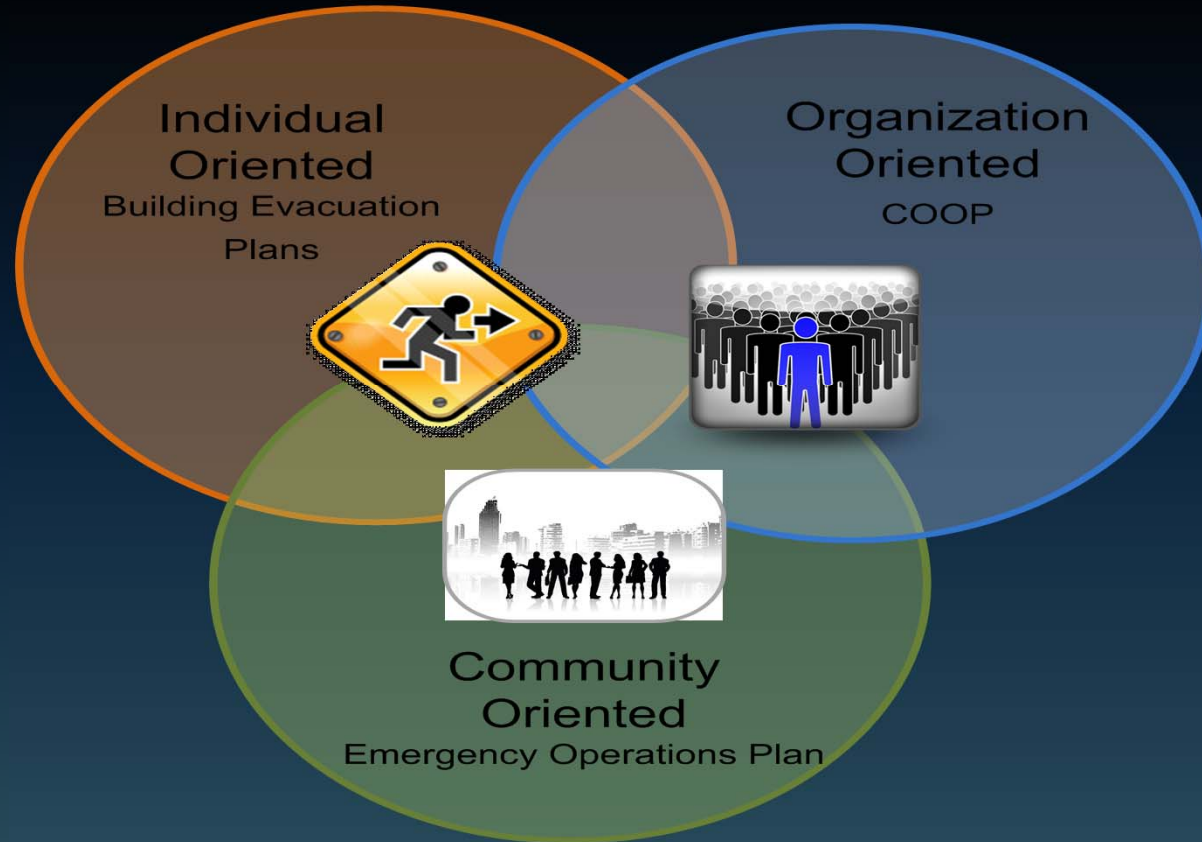 Individual
Oriented
Building Evacuation
Plans
Organization
Oriented
COOP
Community
Oriented
Emergency Operations Plan